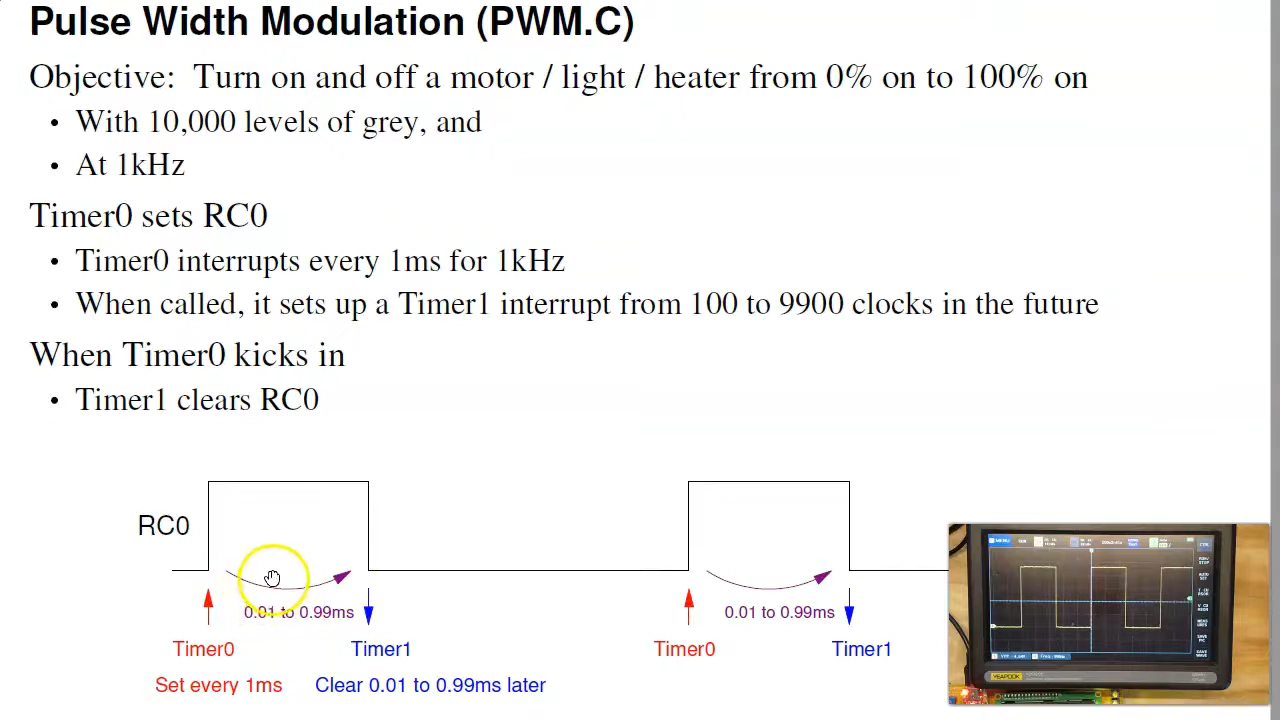 Pulse Width Modulation (PWM.C)
Objective: Turn on and off a motor / light / heater from 0% on to 100% on
• With 10,000 levels of grey, and
• At 1kHz
Timer0 sets RC0
• Timer0 interrupts every 1ms for 1kHz
• When called, it sets up a Timer1 interrupt from 100 to 9900 clocks in the future
When Timer0 kicks in
• Timer1 clears RC0
RC0
0.01 to 0.99ms 0.01 to 0.99ms
Timer0 Timer1 Timer0 Timer1
Set every 1ms Clear 0.01 to 0.99ms later
MENU
YEAPOOK